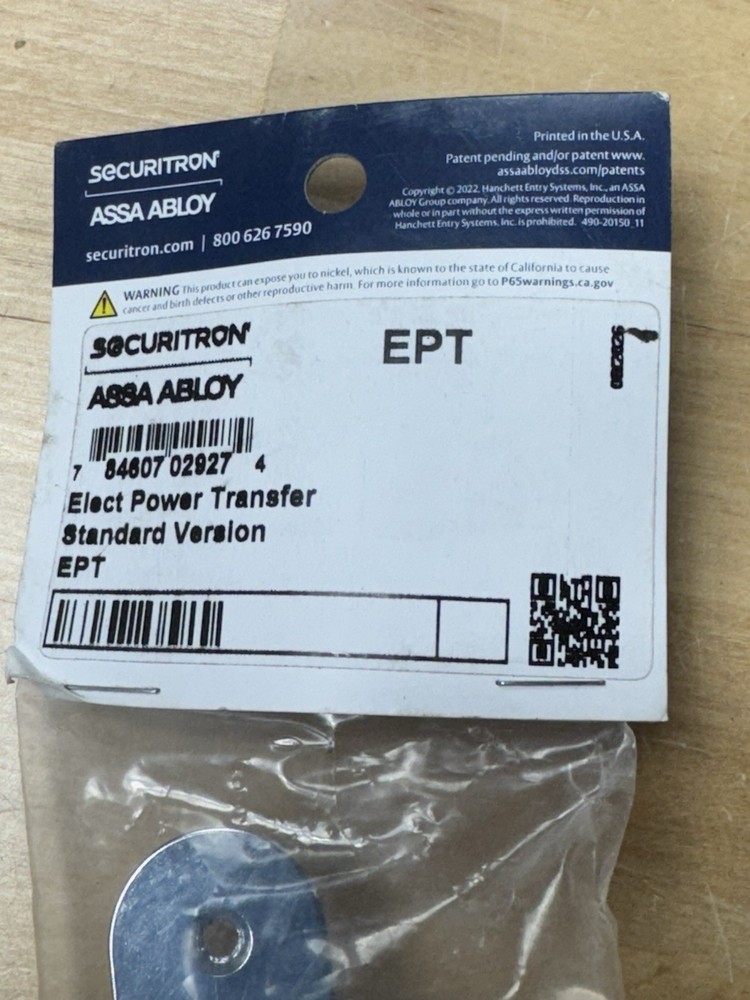 SECURITRON
ASSA ABLOY
securitron.com | 800 626 7590
Printed in the U.S.A.
Patent pending and/or patent www.
assaabloydss.com/patents
Copyright © 2022, Hanchett Entry Systems, Inc., an ASSA
ABLOY Group company. All rights reserved. Reproduction in
whole or in part without the express written permission of
Hanchett Entry Systems, Inc. is prohibited. 490-20150_11
WARNING This product can expose you to nickel, which is known to the state of California to cause
cancer and birth defects or other reproductive harm. For more information go to P65warnings.ca.gov
SECURITRON
ASSA ABLOY
EPT
7 84607 02927 4
Elect Power Transfer
Standard Version
EPT